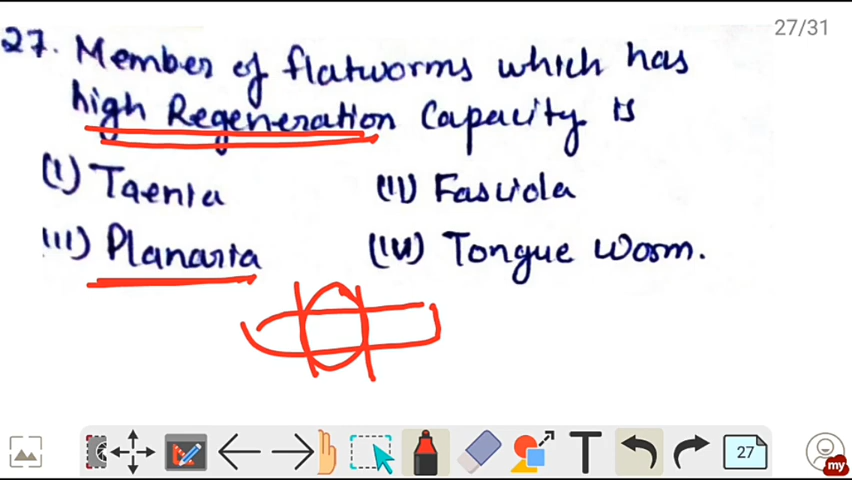 27/31
27. Member of flatworms which has
high Regeneration Capacity is
(I) Taenia (II) Fasciola
(III) Planaria (IV) Tongue Worm.
T 27
my